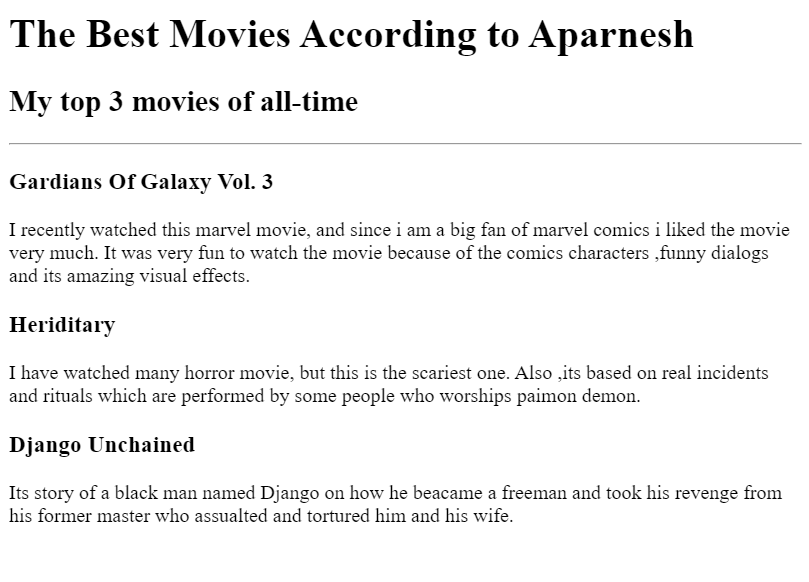 The Best Movies According to Aparnesh
My top 3 movies of all-time
Gardians Of Galaxy Vol. 3
I recently watched this marvel movie, and since i am a big fan of marvel comics i liked the movie
very much. It was very fun to watch the movie because of the comics characters ,funny dialogs
and its amazing visual effects.
Heriditary
I have watched many horror movie, but this is the scariest one. Also ,its based on real incidents
and rituals which are performed by some people who worships paimon demon.
Django Unchained
Its story of a black man named Django on how he beacame a freeman and took his revenge from
his former master who assualted and tortured him and his wife.